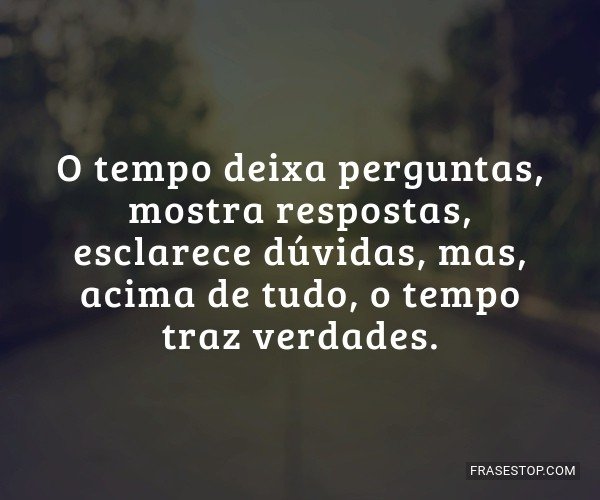 O tempo deixa perguntas,
mostra respostas,
esclarece dúvidas, mas,
acima de tudo, o tempo
traz verdades.
FRASESTOP.COM